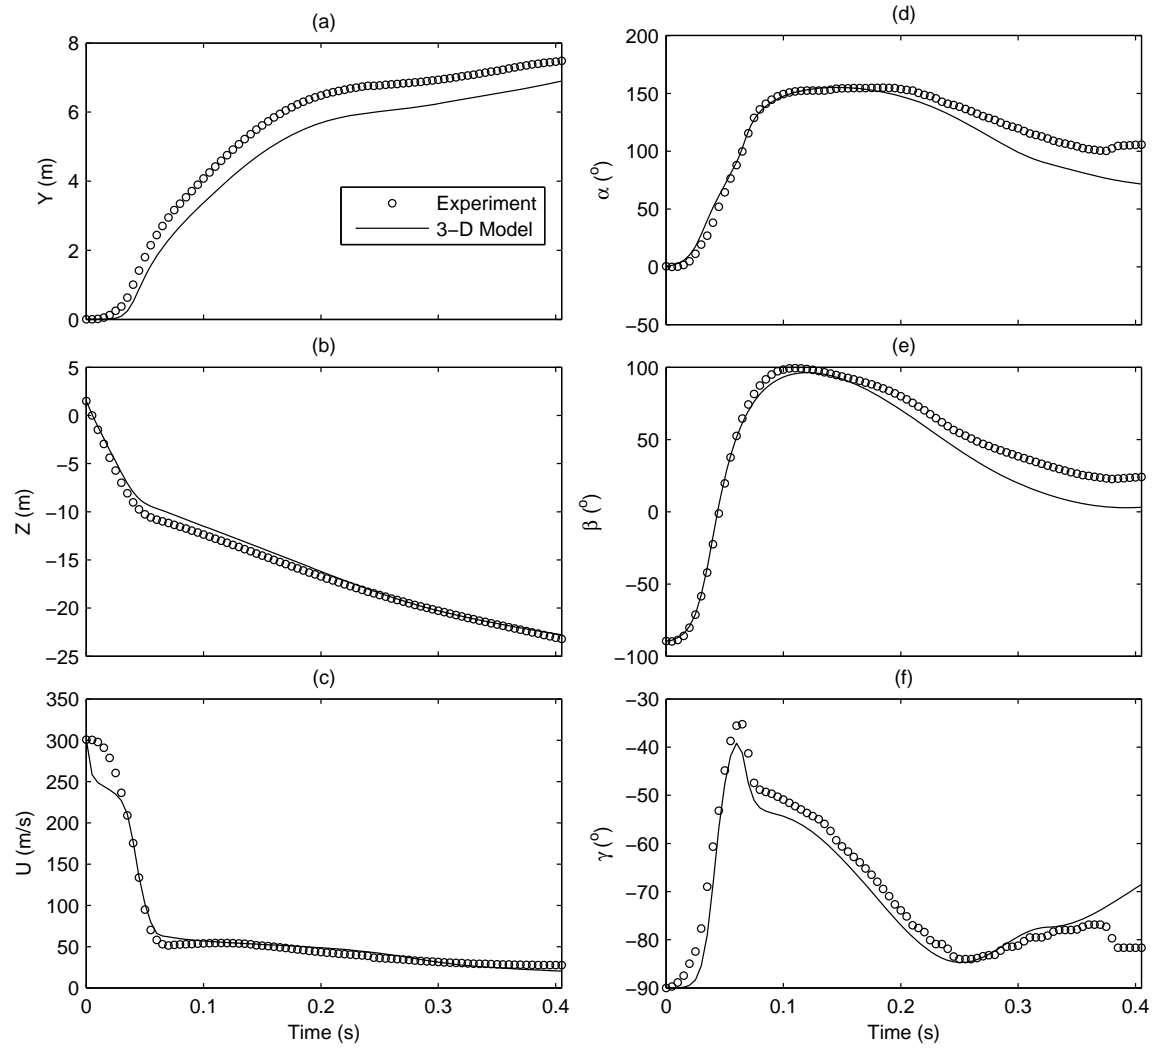 (a)
8
6
4
2
0
Y (m)
Experiment
3−D Model
(b)
5
0
−5
−10
−15
−20
−25
Z (m)
(c)
350
300
250
200
150
100
50
0
U (m/s)
0 0.1 0.2 0.3 0.4
Time (s)
(d)
200
150
100
50
0
−50
α (o)
(e)
100
50
0
−50
−100
β (o)
(f)
−30
−40
−50
−60
−70
−80
−90
γ (o)
0 0.1 0.2 0.3 0.4
Time (s)